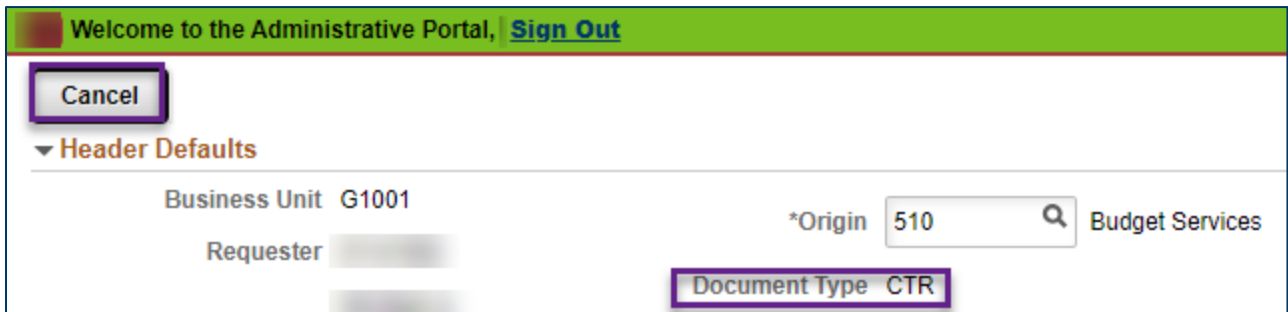 Welcome to the Administrative Portal, Sign Out
Cancel
Header Defaults
Business Unit G1001
*Origin 510 Budget Services
Requester
Document Type CTR